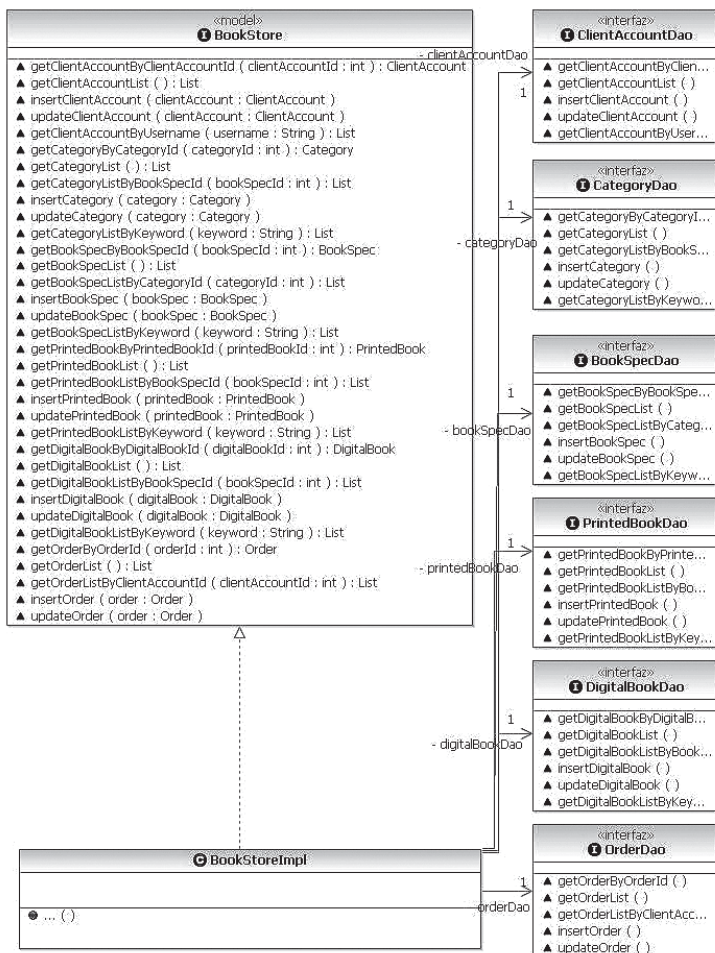 «model»
BookStore
getClientAccountByClientAccountId ( clientAccountId : int ) : ClientAccount
getClientAccountList ( ) : List
insertClientAccount ( clientAccount : ClientAccount )
updateClientAccount ( clientAccount : ClientAccount )
getClientAccountByUsername ( username : String ) : List
getCategoryByCategoryId ( categoryId : int ) : Category
getCategoryList ( ) : List
getCategoryListByBookSpecId ( bookSpecId : int ) : List
insertCategory ( category : Category )
updateCategory ( category : Category )
getCategoryListByKeyword ( keyword : String ) : List
getBookSpecByBookSpecId ( bookSpecId : int ) : BookSpec
getBookSpecList ( ) : List
getBookSpecListByCategoryId ( categoryId : int ) : List
insertBookSpec ( bookSpec : BookSpec )
updateBookSpec ( bookSpec : BookSpec )
getBookSpecListByKeyword ( keyword : String ) : List
getPrintedBookByPrintedBookId ( printedBookId : int ) : PrintedBook
getPrintedBookList ( ) : List
getPrintedBookListByBookSpecId ( bookSpecId : int ) : List
insertPrintedBook ( printedBook : PrintedBook )
updatePrintedBook ( printedBook : PrintedBook )
getPrintedBookListByKeyword ( keyword : String ) : List
getDigitalBookByDigitalBookId ( digitalBookId : int ) : DigitalBook
getDigitalBookList ( ) : List
getDigitalBookListByBookSpecId ( bookSpecId : int ) : List
insertDigitalBook ( digitalBook : DigitalBook )
updateDigitalBook ( digitalBook : DigitalBook )
getDigitalBookListByKeyword ( keyword : String ) : List
getOrderByOrderId ( orderId : int ) : Order
getOrderList ( ) : List
getOrderListByClientAccountId ( clientAccountId : int ) : List
insertOrder ( order : Order )
updateOrder ( order : Order )
BookStoreImpl
... ( )
- clientAccountDao
1
«interfaz»
ClientAccountDao
getClientAccountByClien...
getClientAccountList ( )
insertClientAccount ( )
updateClientAccount ( )
getClientAccountByUser...
1
- categoryDao
«interfaz»
CategoryDao
getCategoryByCategoryI...
getCategoryList ( )
getCategoryListByBookS...
insertCategory ( )
updateCategory ( )
getCategoryListByKeywo...
1
- bookSpecDao
«interfaz»
BookSpecDao
getBookSpecByBookSpe...
getBookSpecList ( )
getBookSpecListByCateg...
insertBookSpec ( )
updateBookSpec ( )
getBookSpecListByKeyw...
1
- printedBookDao
«interfaz»
PrintedBookDao
getPrintedBookByPrinte...
getPrintedBookList ( )
getPrintedBookListByBo...
insertPrintedBook ( )
updatePrintedBook ( )
getPrintedBookListByKey...
1
- digitalBookDao
«interfaz»
DigitalBookDao
getDigitalBookByDigitalB...
getDigitalBookList ( )
getDigitalBookListByBook...
insertDigitalBook ( )
updateDigitalBook ( )
getDigitalBookListByKey...
1
orderDao
«interfaz»
OrderDao
getOrderByOrderId ( )
getOrderList ( )
getOrderListByClientAcc...
insertOrder ( )
updateOrder ( )